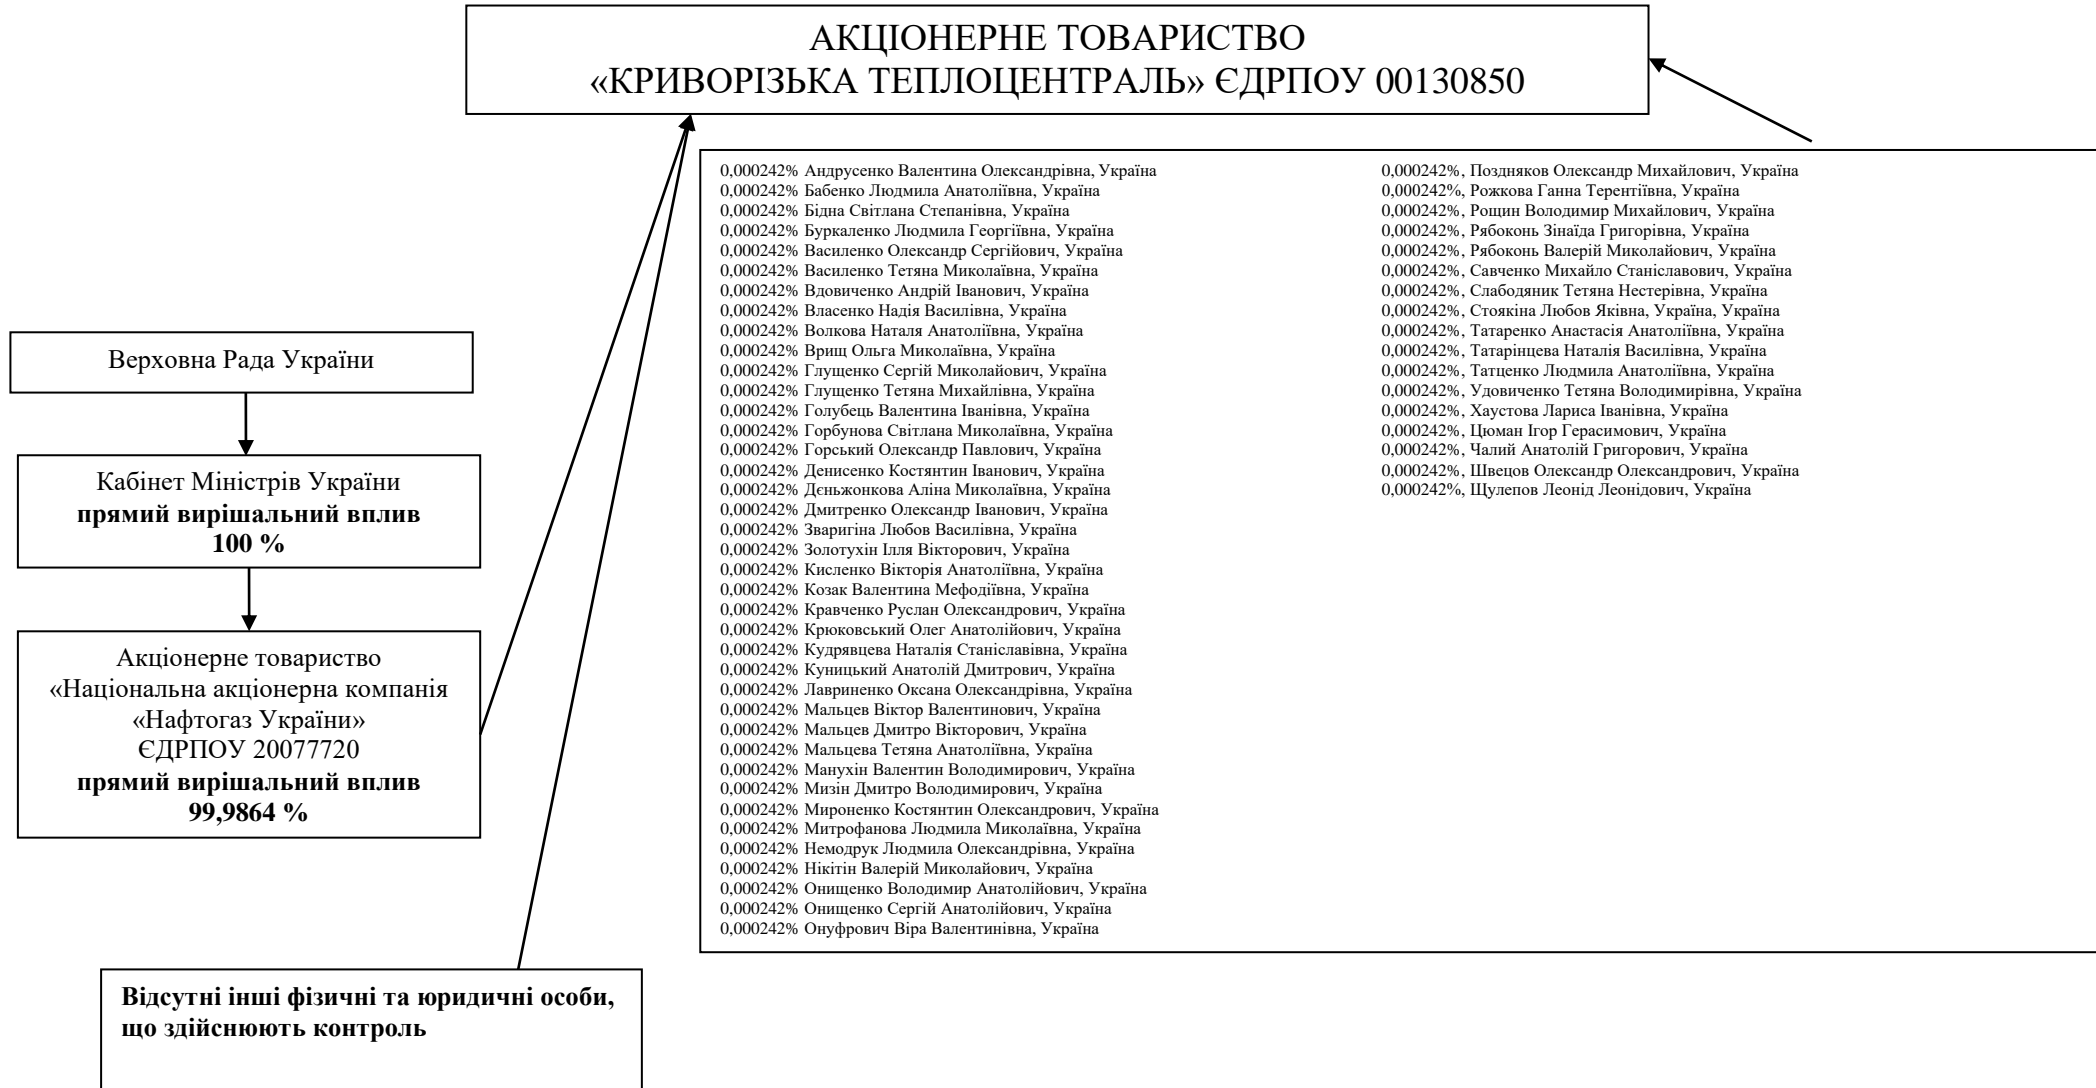 АКЦІОНЕРНЕ ТОВАРИСТВО
«КРИВОРІЗЬКА ТЕПЛОЦЕНТРАЛЬ» ЄДРПОУ 00130850
Верховна Рада України
Кабінет Міністрів України
прямий вирішальний вплив
100 %
Акціонерне товариство
«Національна акціонерна компанія
«Нафтогаз України»
ЄДРПОУ 20077720
прямий вирішальний вплив
99,9864 %
Відсутні інші фізичні та юридичні особи,
що здійснюють контроль
0,000242% Андрусенко Валентина Олександрівна, Україна
0,000242% Бабенко Людмила Анатоліївна, Україна
0,000242% Бідна Світлана Степанівна, Україна
0,000242% Буркаленко Людмила Георгіївна, Україна
0,000242% Василенко Олександр Сергійович, Україна
0,000242% Василенко Тетяна Миколаївна, Україна
0,000242% Вдовиченко Андрій Іванович, Україна
0,000242% Власенко Надія Василівна, Україна
0,000242% Волкова Наталя Анатоліївна, Україна
0,000242% Врищ Ольга Миколаївна, Україна
0,000242% Глущенко Сергій Миколайович, Україна
0,000242% Глущенко Тетяна Михайлівна, Україна
0,000242% Голубець Валентина Іванівна, Україна
0,000242% Горбунова Світлана Миколаївна, Україна
0,000242% Горський Олександр Павлович, Україна
0,000242% Денисенко Костянтин Іванович, Україна
0,000242% Дєньжонкова Аліна Миколаївна, Україна
0,000242% Дмитренко Олександр Іванович, Україна
0,000242% Зваригіна Любов Василівна, Україна
0,000242% Золотухін Ілля Вікторович, Україна
0,000242% Кисленко Вікторія Анатоліївна, Україна
0,000242% Козак Валентина Мефодіївна, Україна
0,000242% Кравченко Руслан Олександрович, Україна
0,000242% Крюковський Олег Анатолійович, Україна
0,000242% Кудрявцева Наталія Станіславівна, Україна
0,000242% Куницький Анатолій Дмитрович, Україна
0,000242% Лавриненко Оксана Олександрівна, Україна
0,000242% Мальцев Віктор Валентинович, Україна
0,000242% Мальцев Дмитро Вікторович, Україна
0,000242% Мальцева Тетяна Анатоліївна, Україна
0,000242% Манухін Валентин Володимирович, Україна
0,000242% Мизін Дмитро Володимирович, Україна
0,000242% Мироненко Костянтин Олександрович, Україна
0,000242% Митрофанова Людмила Миколаївна, Україна
0,000242% Немодрук Людмила Олександрівна, Україна
0,000242% Нікітін Валерій Миколайович, Україна
0,000242% Онищенко Володимир Анатолійович, Україна
0,000242% Онищенко Сергій Анатолійович, Україна
0,000242% Онуфрович Віра Валентинівна, Україна
0,000242%, Поздняков Олександр Михайлович, Україна
0,000242%, Рожкова Ганна Терентіївна, Україна
0,000242%, Рощин Володимир Михайлович, Україна
0,000242%, Рябоконь Зінаїда Григорівна, Україна
0,000242%, Рябоконь Валерій Миколайович, Україна
0,000242%, Савченко Михайло Станіславович, Україна
0,000242%, Слабодяник Тетяна Нестерівна, Україна
0,000242%, Стоякіна Любов Яківна, Україна, Україна
0,000242%, Татаренко Анастасія Анатоліївна, Україна
0,000242%, Татарінцева Наталія Василівна, Україна
0,000242%, Татценко Людмила Анатоліївна, Україна
0,000242%, Удовиченко Тетяна Володимирівна, Україна
0,000242%, Хаустова Лариса Іванівна, Україна
0,000242%, Цюман Ігор Герасимович, Україна
0,000242%, Чалий Анатолій Григорович, Україна
0,000242%, Швецов Олександр Олександрович, Україна
0,000242%, Щулепов Леонід Леонідович, Україна